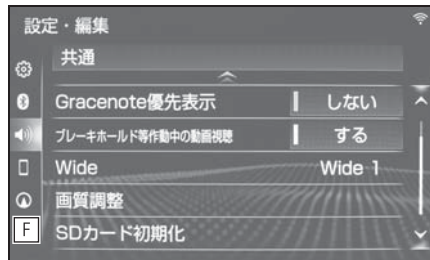 設定・編集
共通
Gracenote優先表示 しない
ブレーキホールド等作動中の動画視聴 する
Wide Wide 1
画質調整
F
SDカード初期化